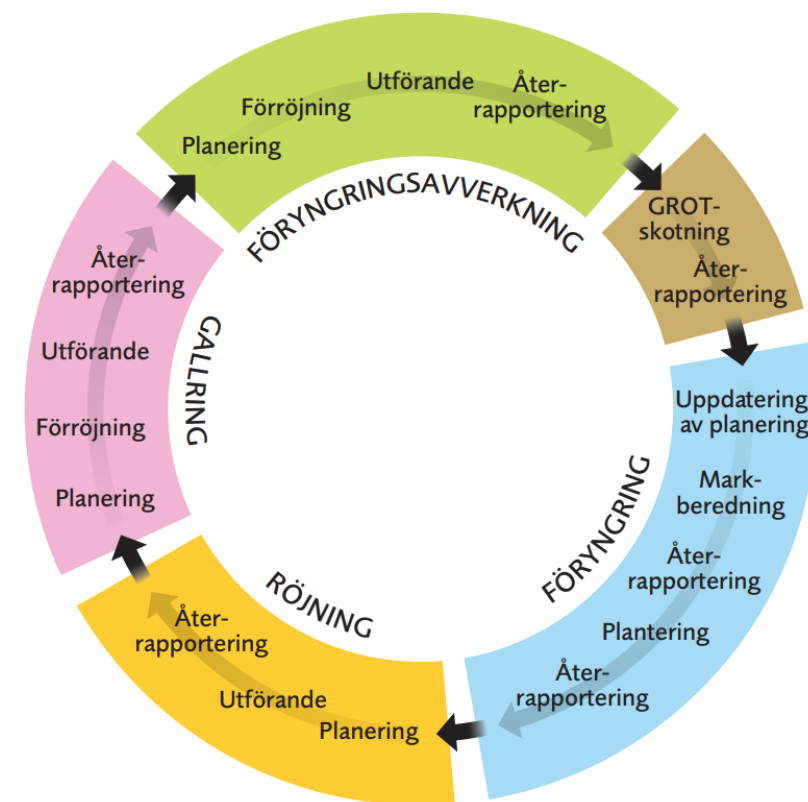 FÖRYNGRINGSAVVERKNING
Planering
Förröjning
Utförande
Åter-
rapportering
GROT-
skotning
Åter-
rapportering
FÖRYNGRING
Uppdatering
av planering
Mark-
beredning
Åter-
rapportering
Plantering
Åter-
rapportering
RÖJNING
Planering
Utförande
Åter-
rapportering
GALLRING
Planering
Förröjning
Utförande
Åter-
rapportering